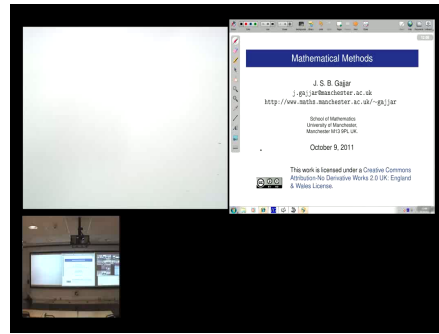 Mathematical Methods
J. S. B. Gajjar
j.gajjar@manchester.ac.uk
http://www.maths.manchester.ac.uk/~gajjar
School of Mathematics
University of Manchester,
Manchester M13 9PL UK.
October 9, 2011
This work is licensed under a Creative Commons
Attribution-No Derivative Works 2.0 UK: England
& Wales License.